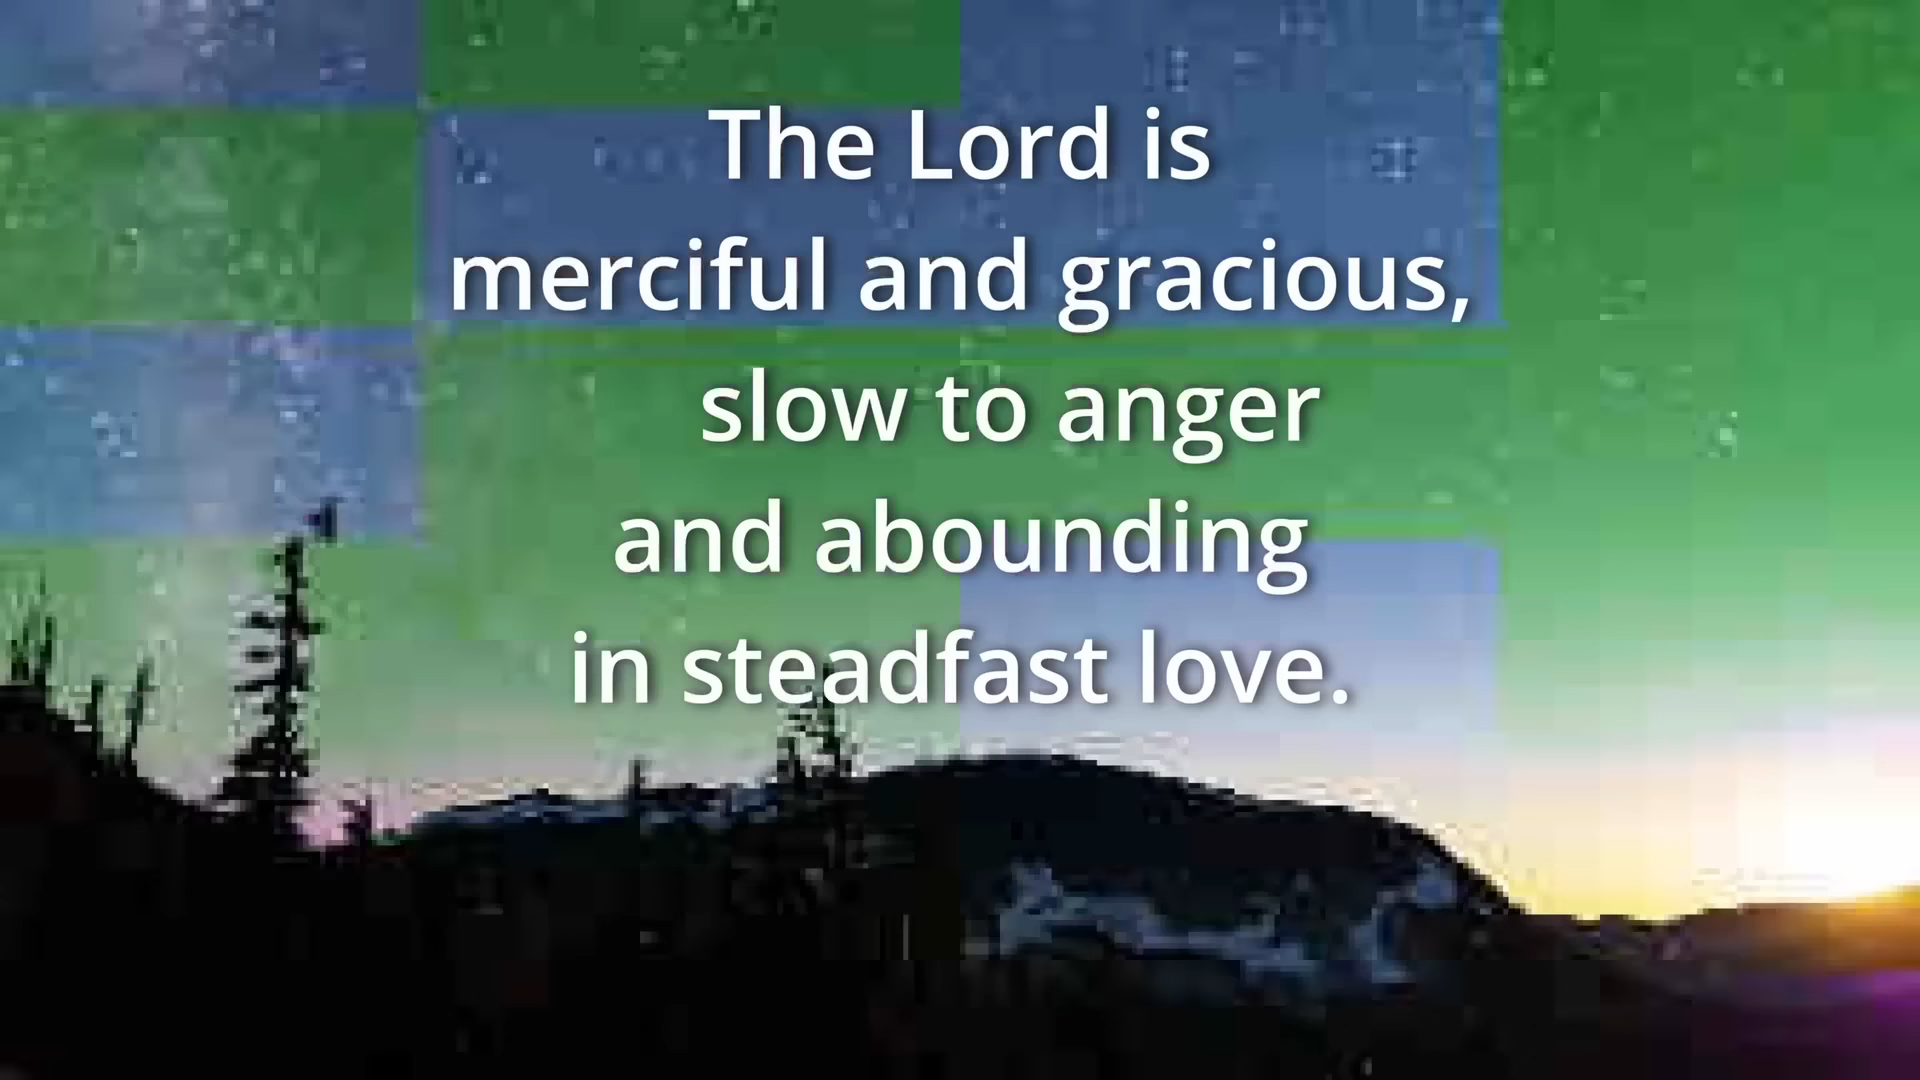 The Lord is
merciful and gracious,
slow to anger
and abounding
in steadfast love.